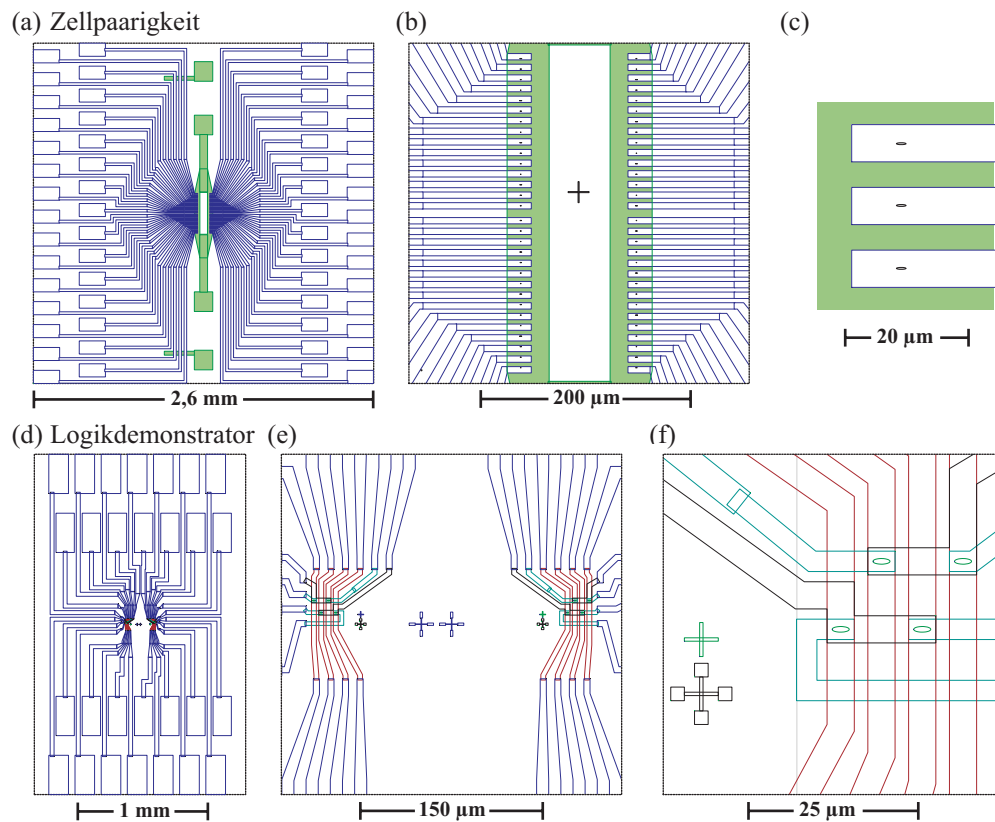 (a) Zellpaarigkeit
(b)
(c)
2,6 mm
200 µm
20 µm
(d) Logikdemonstrator
(e)
(f)
1 mm
150 µm
25 µm